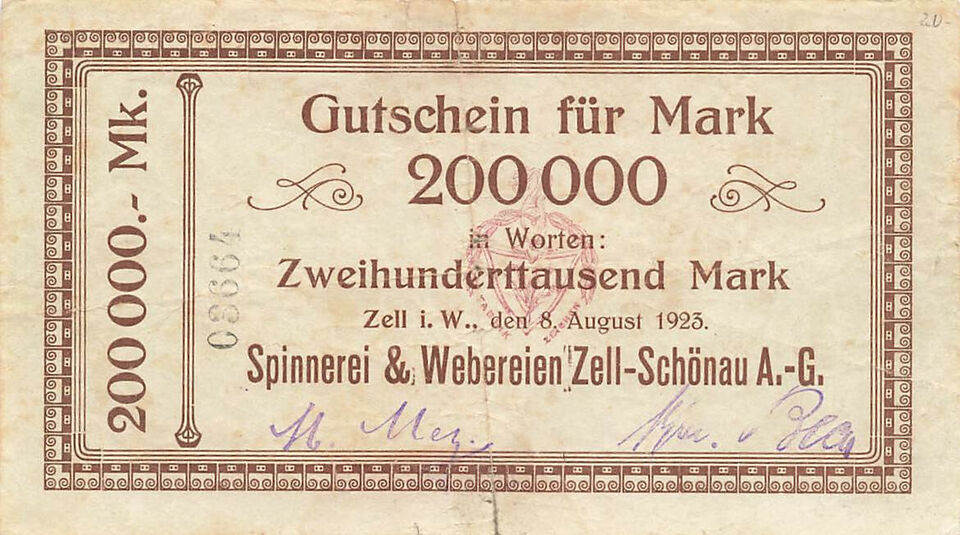 20-
200000.- Mk.
03664
Gutschein für Mark
200000
in Worten:
Zweihunderttausend Mark
Zell i. W., den 8. August 1923.
Spinnerei & Webereien Zell-Schönau A.-G.